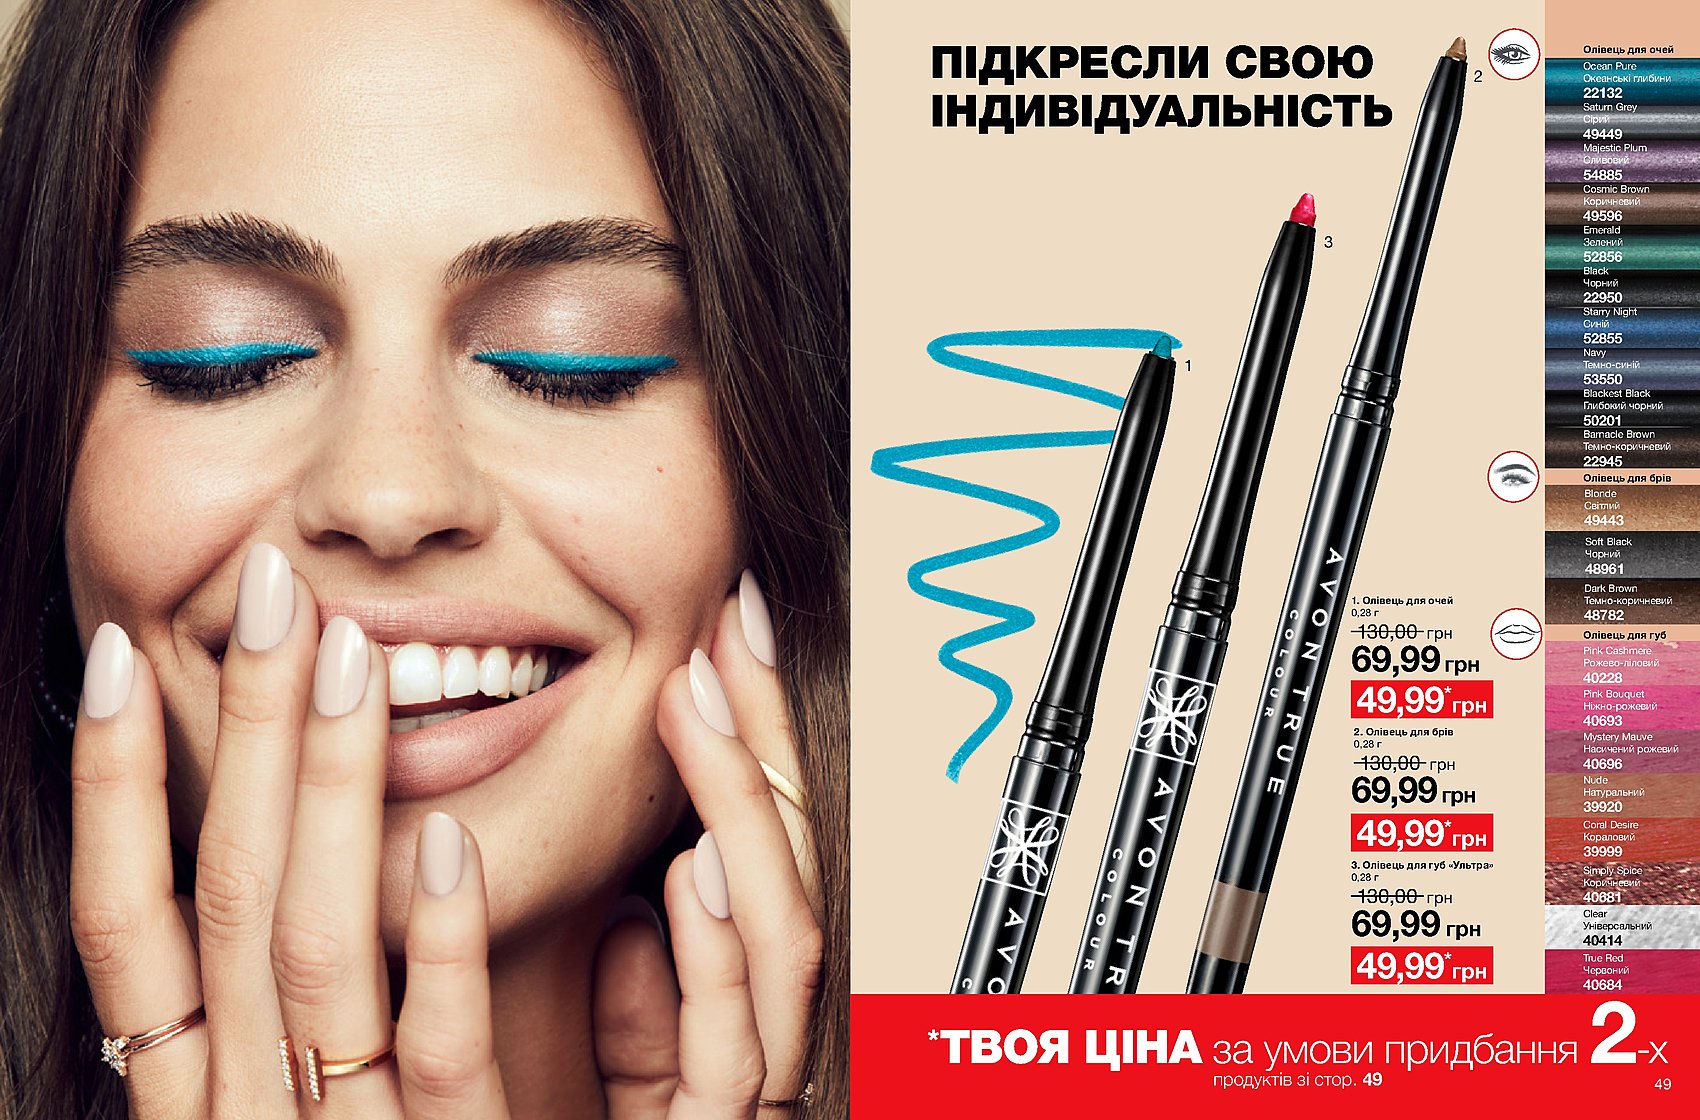 ПІДКРЕСЛИ СВОЮ
ІНДИВІДУАЛЬНІСТЬ
2
3
1
AVON TRUE
COLOUR
AVON TR
COLOUR
AVO
C
1. Олівець для очей
0,28 г
130,00 грн
69,99 грн
49,99* грн
2. Олівець для брів
0,28 г
130,00 грн
69,99 грн
49,99* грн
3. Олівець для губ «Ультра»
0,28 г
130,00 грн
69,99 грн
49,99* грн
Олівець для очей
Ocean Pure
Океанські глибини
22132
Saturn Grey
Сірий
49449
Majestic Plum
Сливовий
54885
Cosmic Brown
Коричневий
49596
Emerald
Зелений
52856
Black
Чорний
22950
Starry Night
Синій
52855
Navy
Темно-синій
53550
Blackest Black
Глибокий чорний
50201
Barnacle Brown
Темно-коричневий
22945
Олівець для брів
Blonde
Світлий
49443
Soft Black
Чорний
48961
Dark Brown
Темно-коричневий
48782
Олівець для губ
Pink Cashmere
Рожево-ліловий
40228
Pink Bouquet
Ніжно-рожевий
40693
Mystery Mauve
Насичений рожевий
40696
Nude
Натуральний
39920
Coral Desire
Кораловий
39999
Simply Spice
Коричневий
40681
Clear
Універсальний
40414
True Red
Червоний
40684
*ТВОЯ ЦІНА за умови придбання 2-х
продуктів зі стор. 49
49